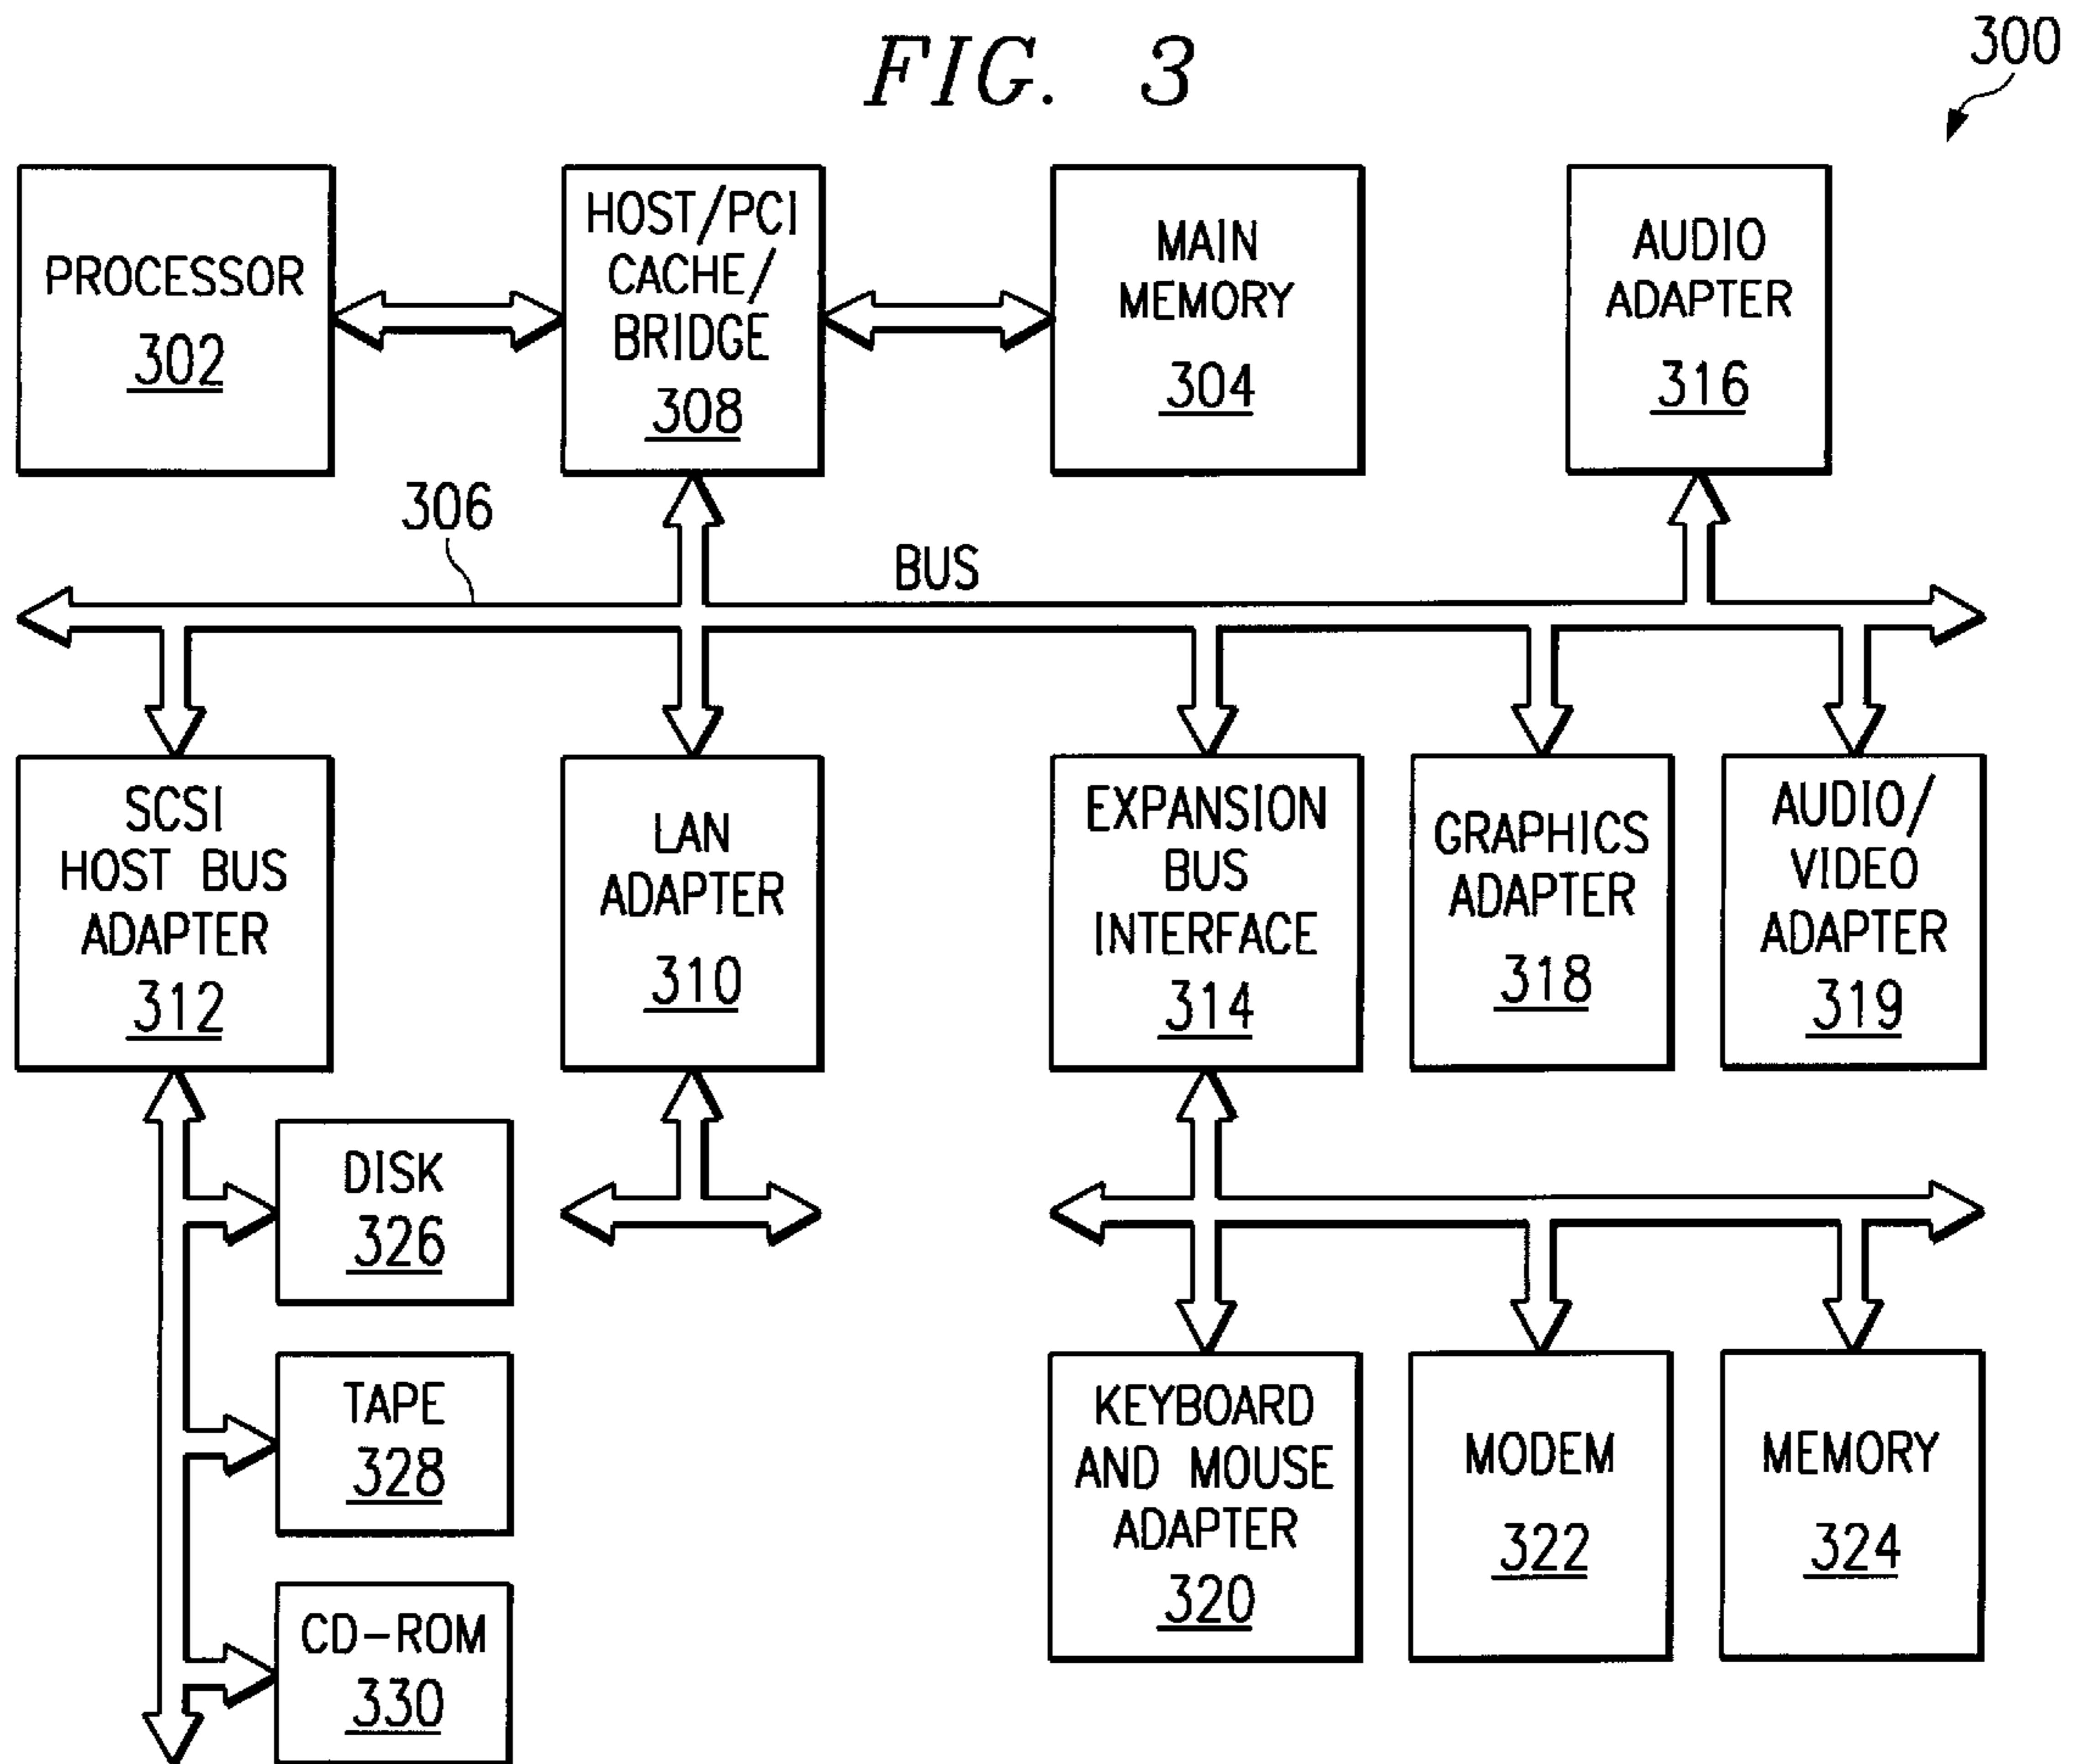 FIG. 3
300
PROCESSOR
302
HOST/PCI
CACHE/
BRIDGE
308
MAIN
MEMORY
304
AUDIO
ADAPTER
316
306
BUS
SCSI
HOST BUS
ADAPTER
312
LAN
ADAPTER
310
EXPANSION
BUS
INTERFACE
314
GRAPHICS
ADAPTER
318
AUDIO/
VIDEO
ADAPTER
319
DISK
326
TAPE
328
CD-ROM
330
KEYBOARD
AND MOUSE
ADAPTER
320
MODEM
322
MEMORY
324